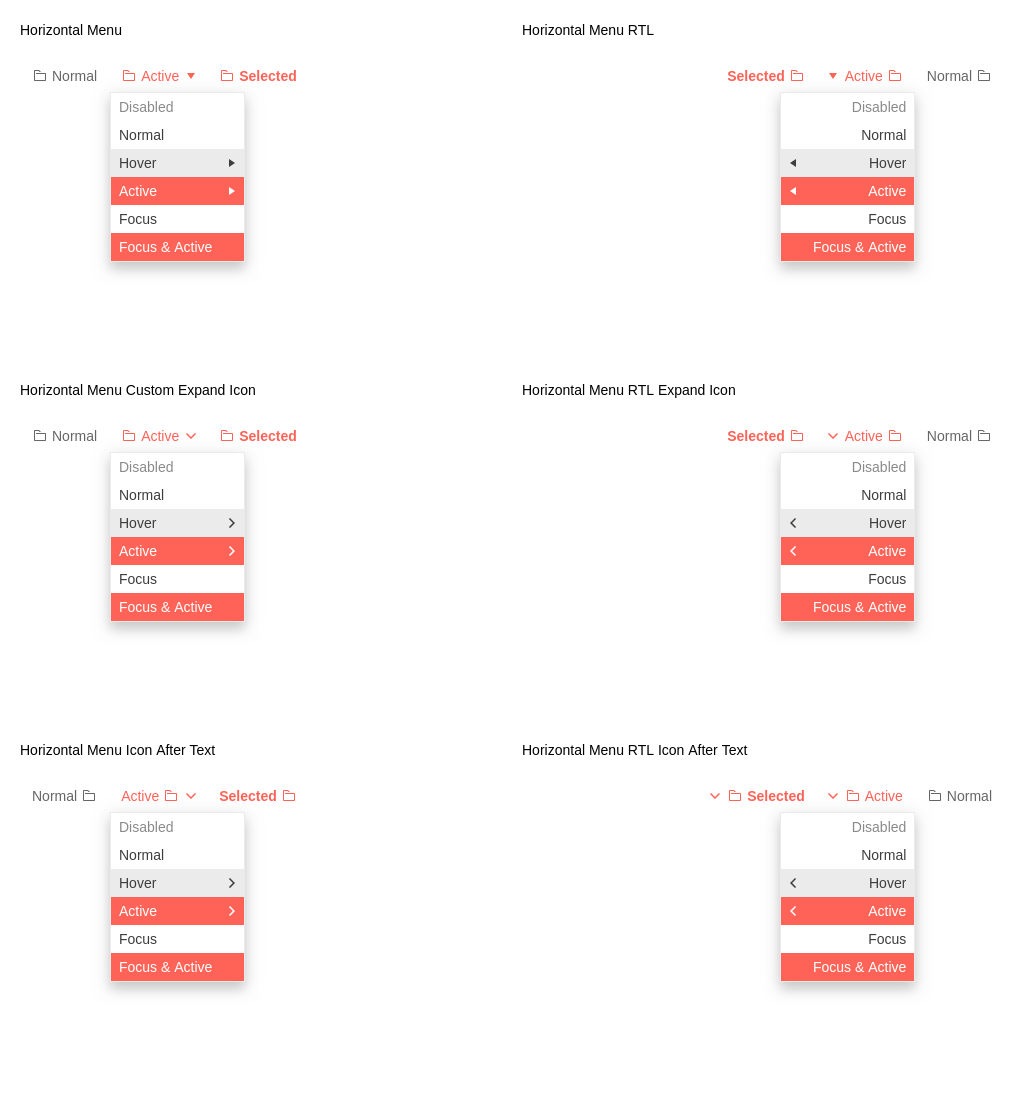 Horizontal Menu
Normal Active Selected
Disabled
Normal
Hover
Active
Focus
Focus & Active
Horizontal Menu RTL
Selected Active Normal
Disabled
Normal
Hover
Active
Focus
Focus & Active
Horizontal Menu Custom Expand Icon
Normal Active Selected
Disabled
Normal
Hover
Active
Focus
Focus & Active
Horizontal Menu RTL Expand Icon
Selected Active Normal
Disabled
Normal
Hover
Active
Focus
Focus & Active
Horizontal Menu Icon After Text
Normal Active Selected
Disabled
Normal
Hover
Active
Focus
Focus & Active
Horizontal Menu RTL Icon After Text
Selected Active Normal
Disabled
Normal
Hover
Active
Focus
Focus & Active